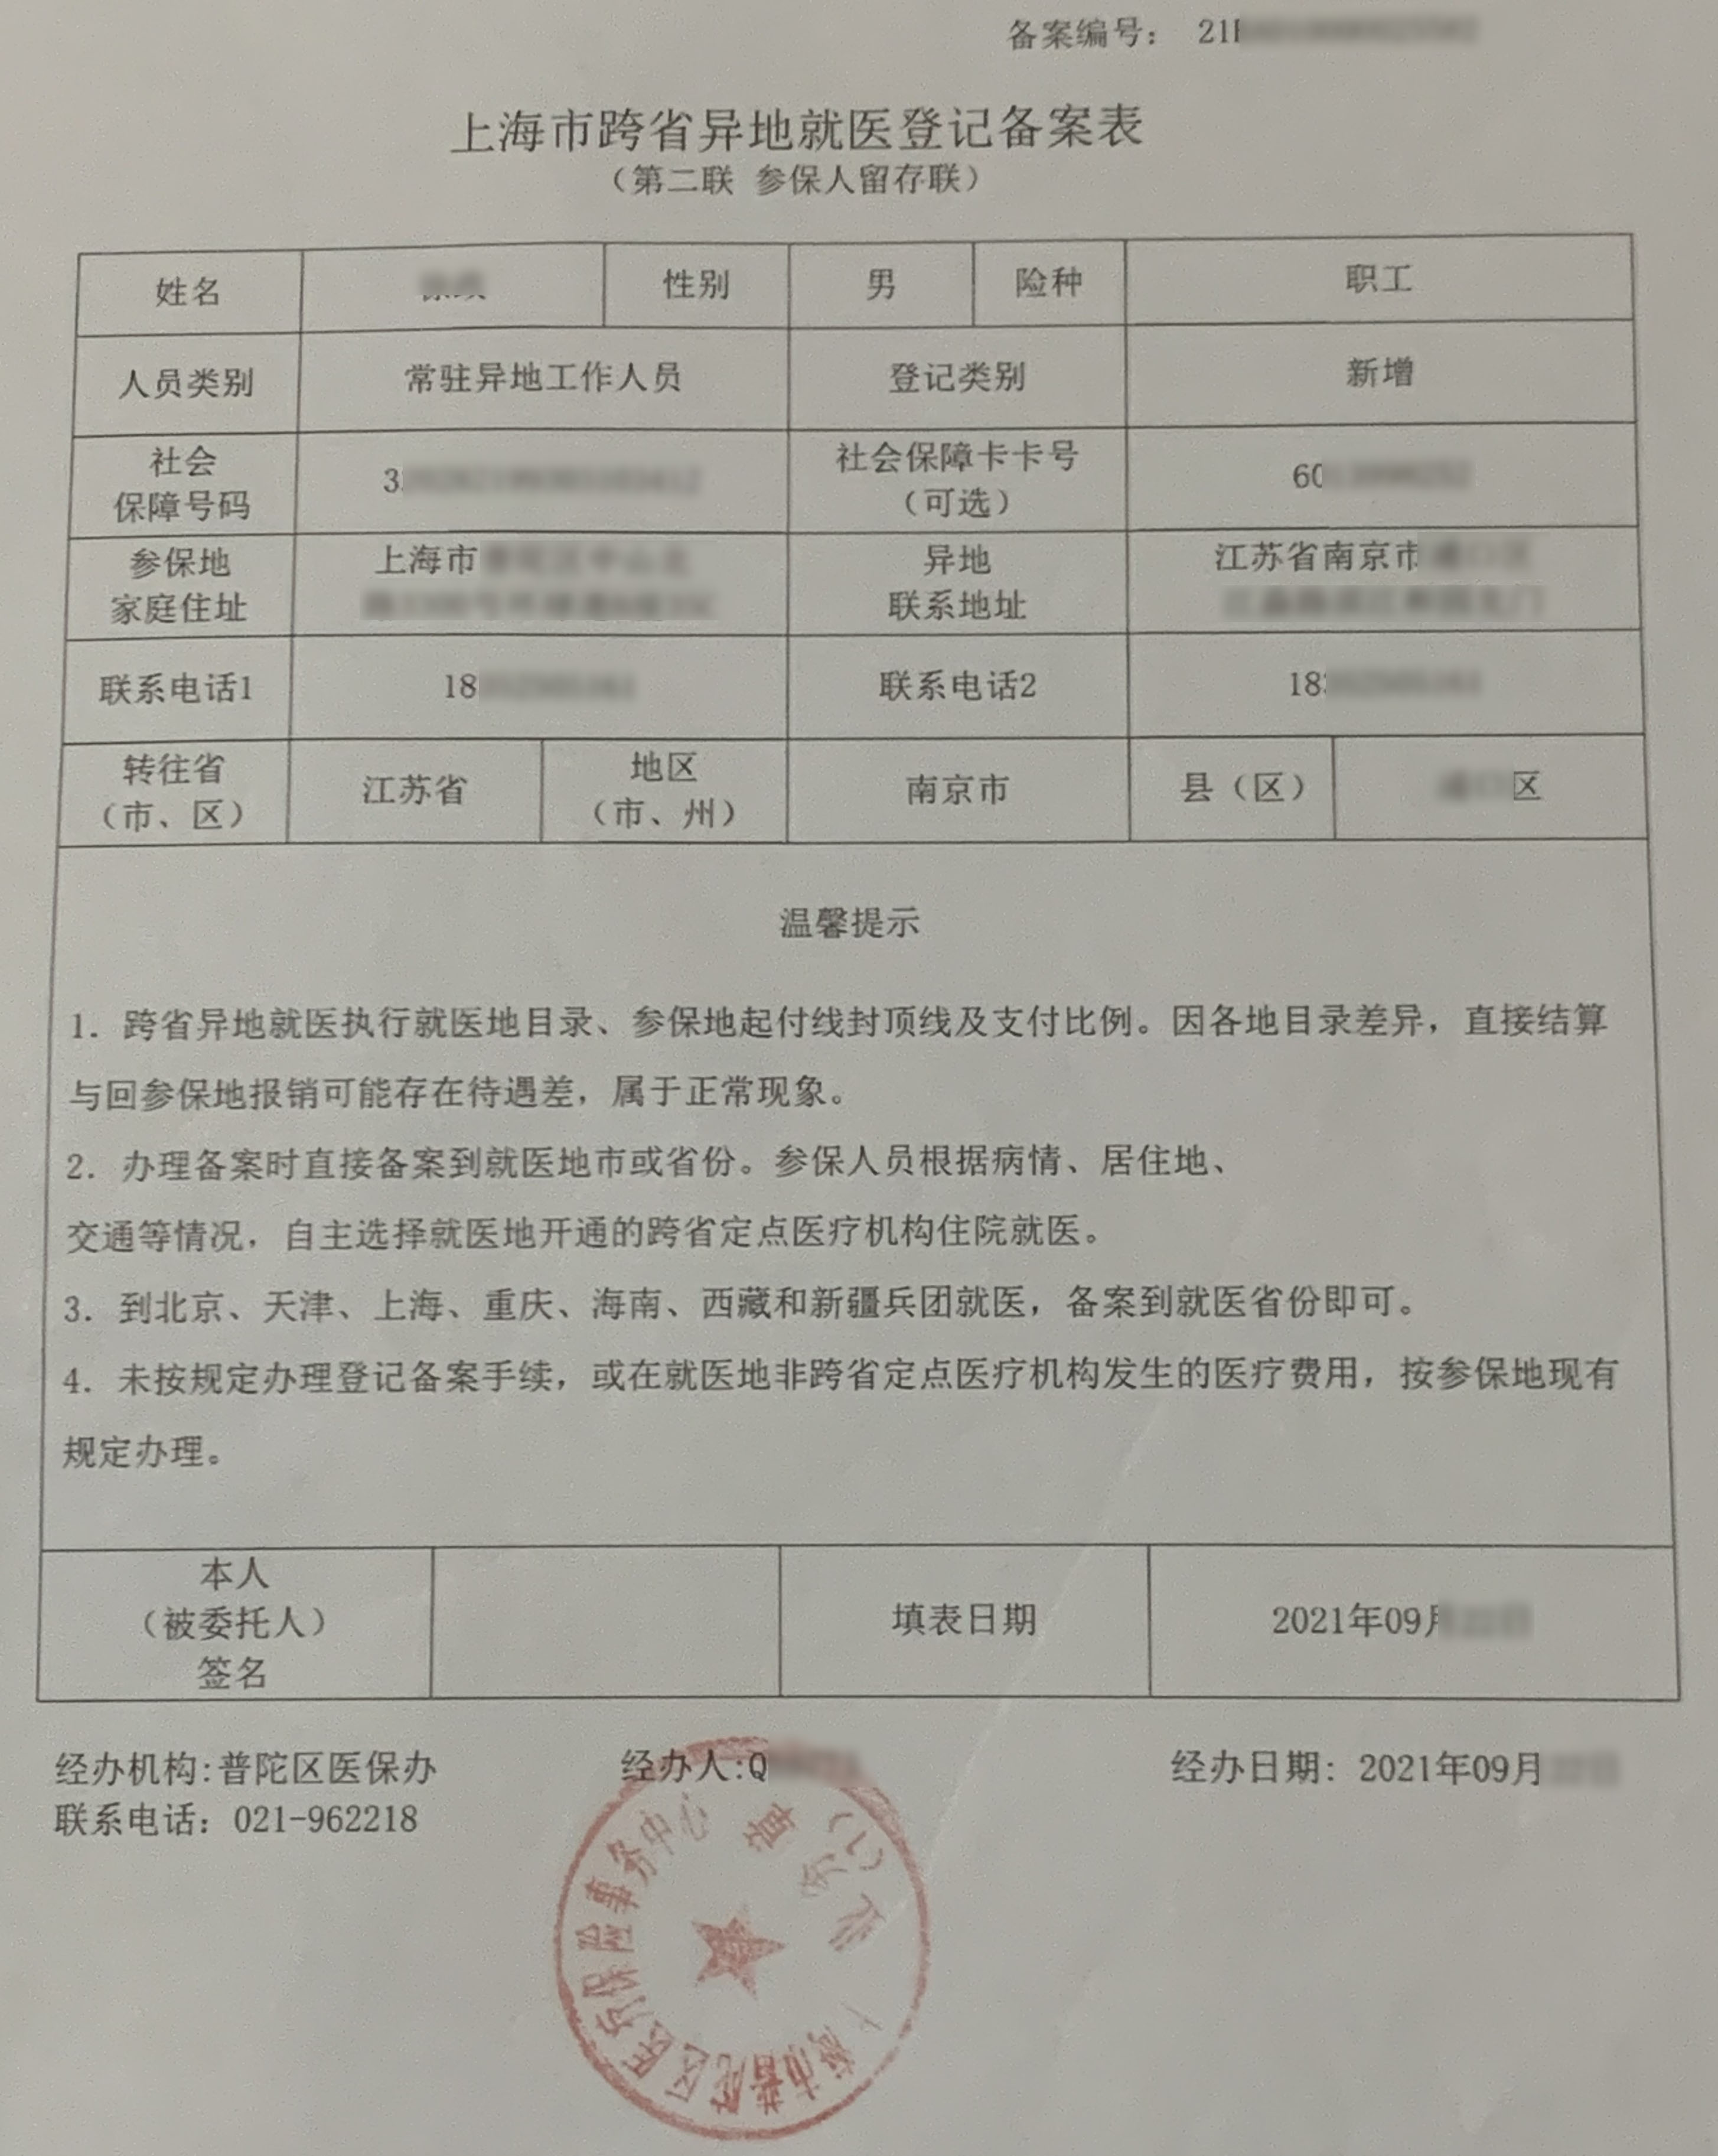 备案编号： 21
上海市跨省异地就医登记备案表
（第二联 参保人留存联）
姓名 性别 男 险种 职工
人员类别 常驻异地工作人员 登记类别 新增
社会
保障号码 3 社会保障卡卡号
（可选） 60
参保地
家庭住址 上海市 异地
联系地址 江苏省南京市
联系电话1 18 联系电话2 18
转往省
（市、区） 江苏省 地区
（市、州） 南京市 县（区） 区
温馨提示
1. 跨省异地就医执行就医地目录、参保地起付线封顶线及支付比例。因各地目录差异，直接结算
与回参保地报销可能存在待遇差，属于正常现象。
2. 办理备案时直接备案到就医地市或省份。参保人员根据病情、居住地、
交通等情况，自主选择就医地开通的跨省定点医疗机构住院就医。
3. 到北京、天津、上海、重庆、海南、西藏和新疆兵团就医，备案到就医省份即可。
4. 未按规定办理登记备案手续，或在就医地非跨省定点医疗机构发生的医疗费用，按参保地现有
规定办理。
本人
（被委托人）
签名 填表日期 2021年09月
经办机构:普陀区医保办 经办人:Q 经办日期: 2021年09月
联系电话：021-962218
上海市普陀区医疗保险事务中心
业务章(1)